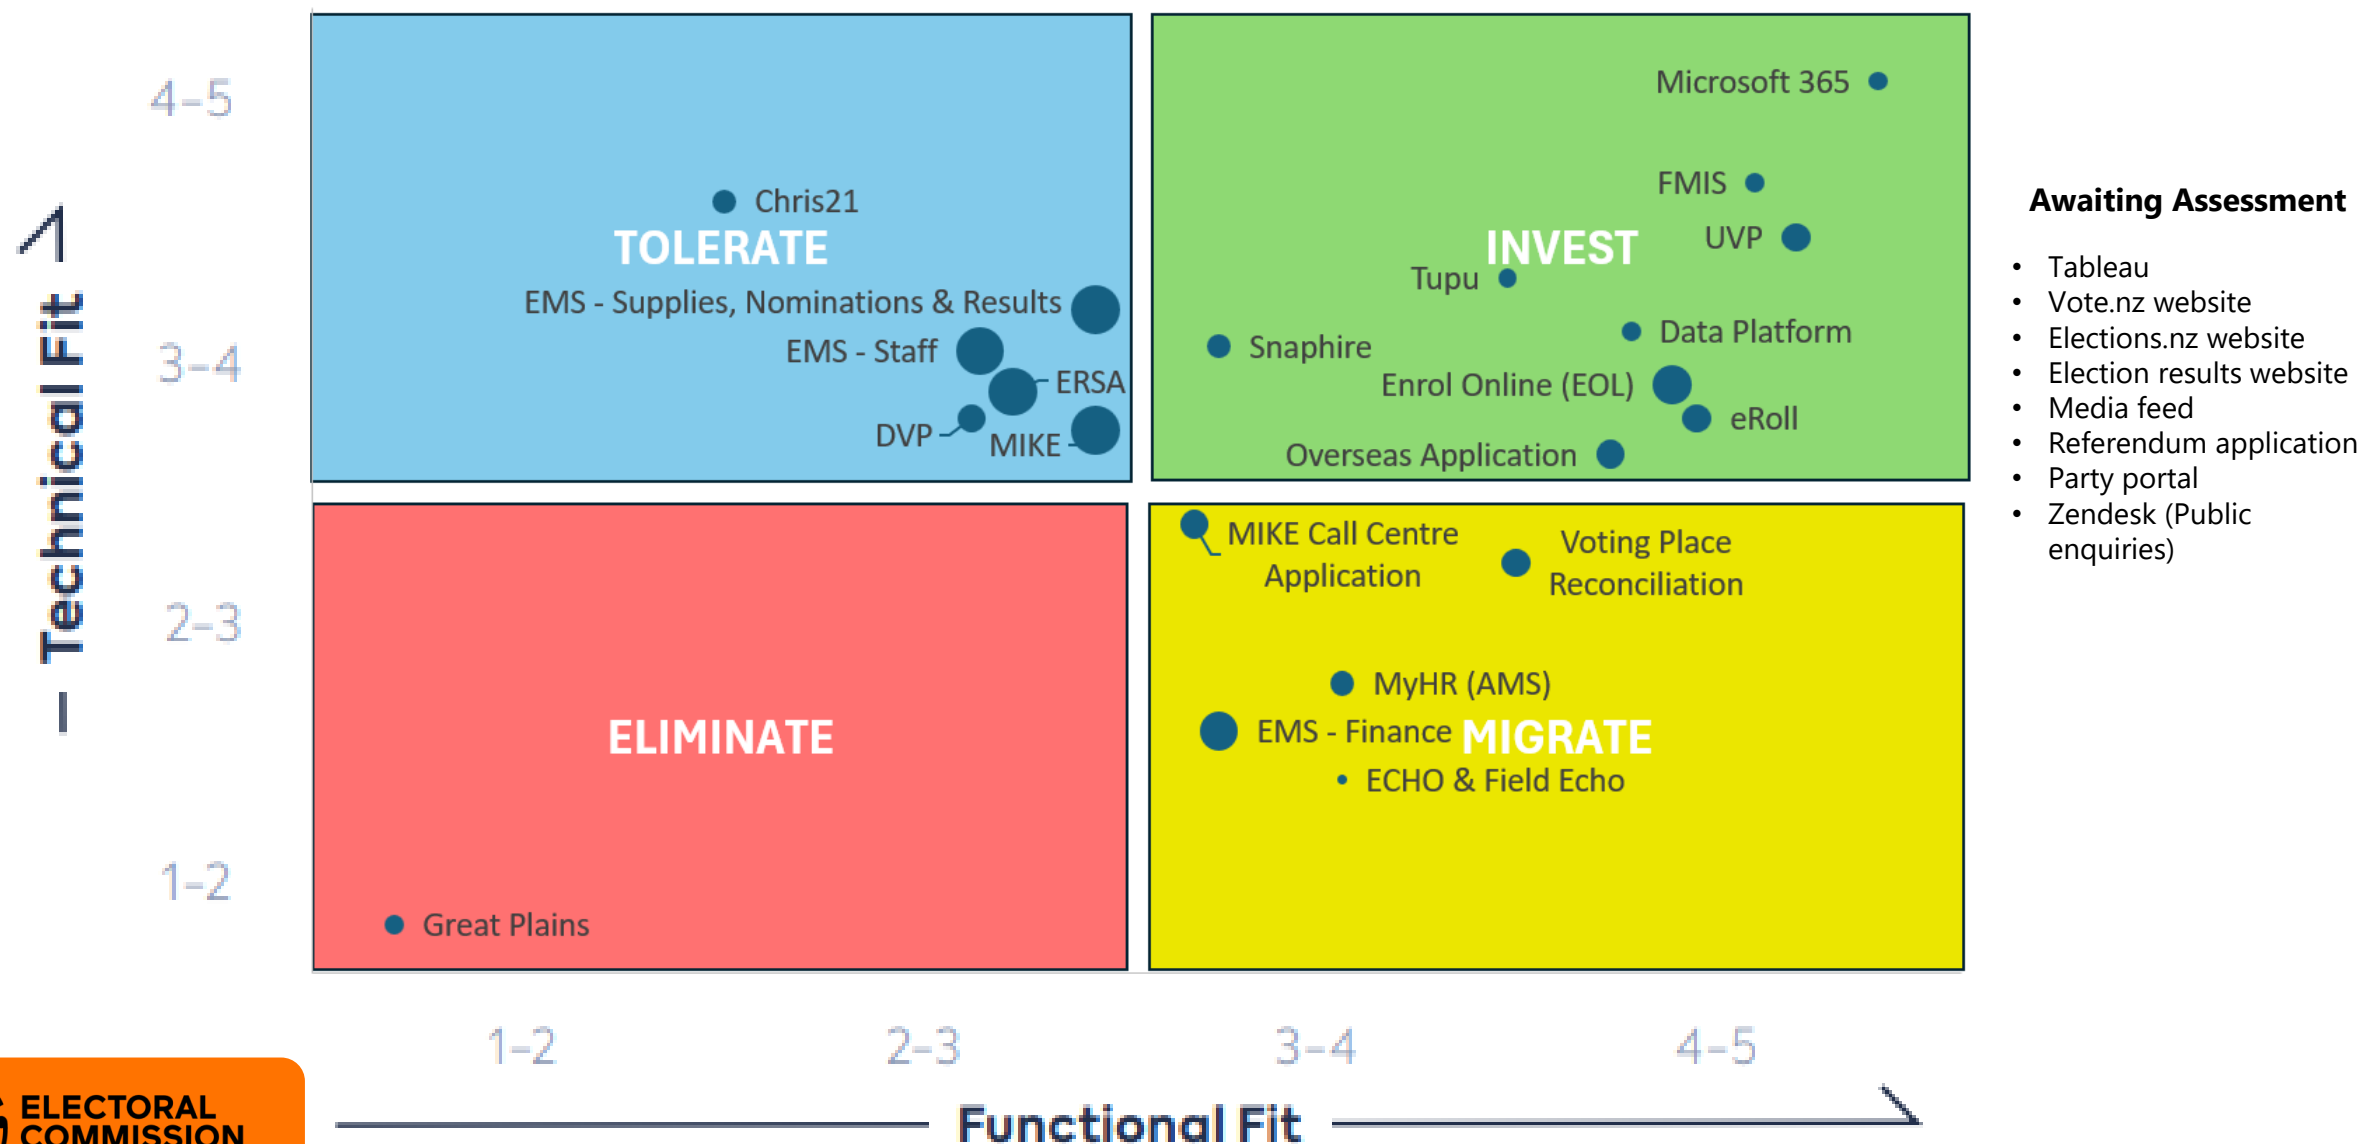 4–5
3–4
2–3
1–2
Technical Fit
Chris21
TOLERATE
EMS - Supplies, Nominations & Results
EMS - Staff
ERSA
DVP
MIKE
Microsoft 365
FMIS
UVP
INVEST
Tupu
Data Platform
Snaphire
Enrol Online (EOL)
eRoll
Overseas Application
ELIMINATE
Great Plains
MIKE Call Centre
Application
Voting Place
Reconciliation
MyHR (AMS)
EMS - Finance
MIGRATE
ECHO & Field Echo
1–2
2–3
3–4
4–5
Functional Fit
Awaiting Assessment
• Tableau
• Vote.nz website
• Elections.nz website
• Election results website
• Media feed
• Referendum application
• Party portal
• Zendesk (Public
enquiries)
ELECTORAL
COMMISSION